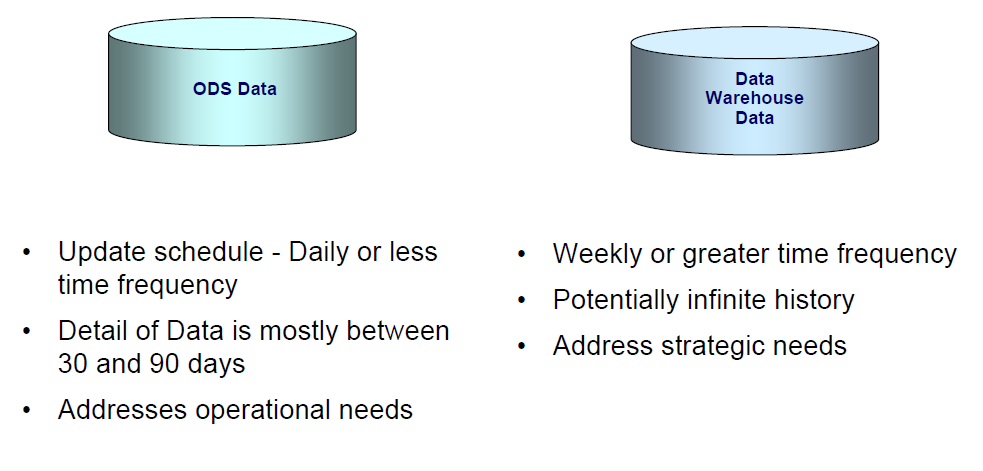 ODS Data
Data
Warehouse
Data
• Update schedule - Daily or less
time frequency
• Detail of Data is mostly between
30 and 90 days
• Addresses operational needs
• Weekly or greater time frequency
• Potentially infinite history
• Address strategic needs